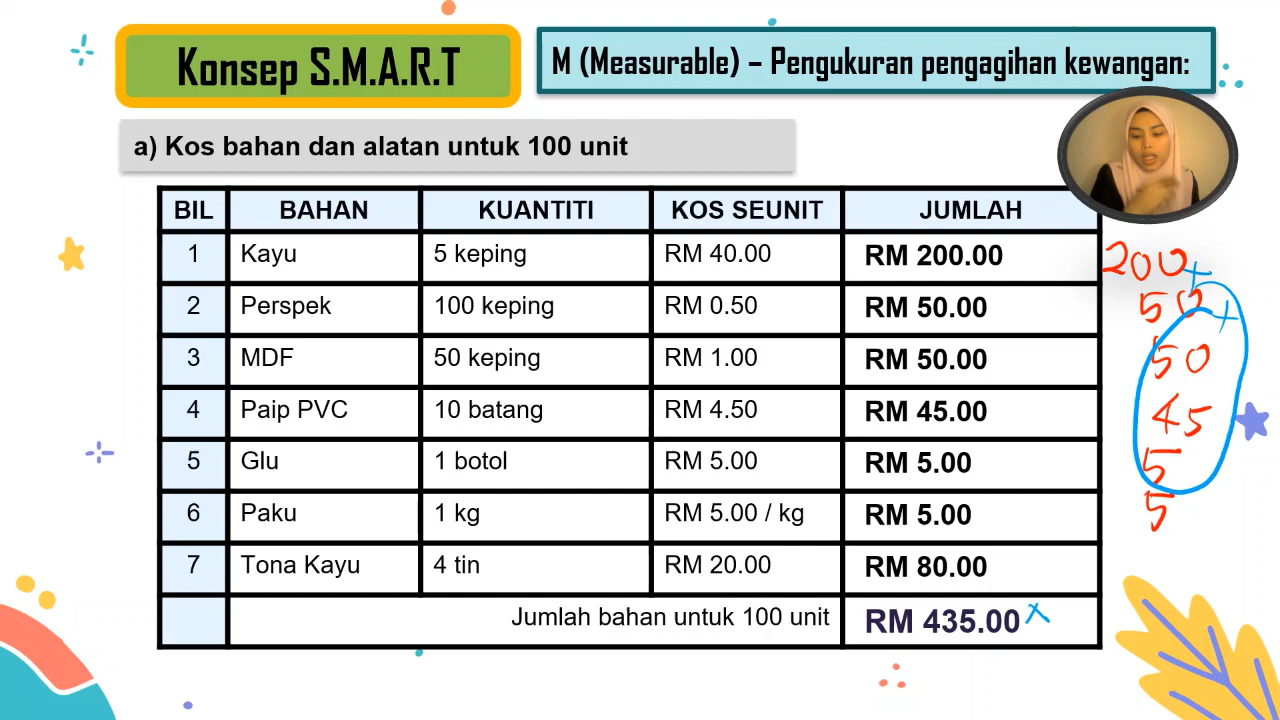 Konsep S.M.A.R.T
M (Measurable) – Pengukuran pengagihan kewangan:
a) Kos bahan dan alatan untuk 100 unit
BIL BAHAN KUANTITI KOS SEUNIT JUMLAH
1 Kayu 5 keping RM 40.00 RM 200.00
2 Perspek 100 keping RM 0.50 RM 50.00
3 MDF 50 keping RM 1.00 RM 50.00
4 Paip PVC 10 batang RM 4.50 RM 45.00
5 Glu 1 botol RM 5.00 RM 5.00
6 Paku 1 kg RM 5.00 / kg RM 5.00
7 Tona Kayu 4 tin RM 20.00 RM 80.00
Jumlah bahan untuk 100 unit RM 435.00 x
200 +
50 +
50
45
5
5